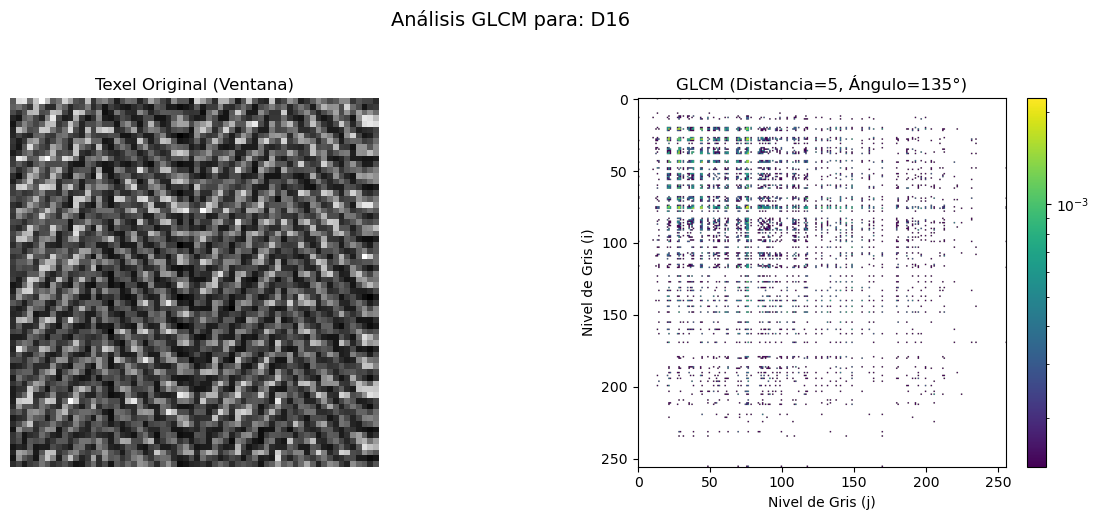 Análisis GLCM para: D16
Texel Original (Ventana)
GLCM (Distancia=5, Ángulo=135°)
0
50
100
150
200
250
Nivel de Gris (i)
0 50 100 150 200 250
Nivel de Gris (j)
10⁻³